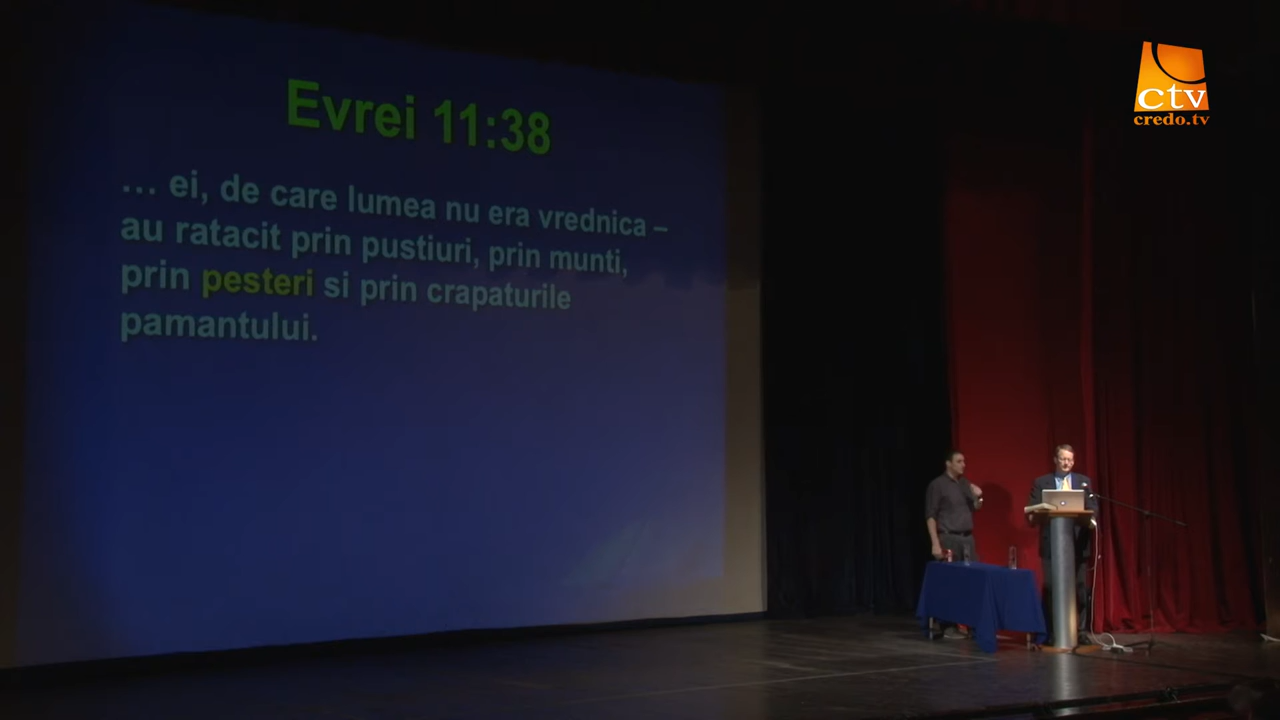 Evrei 11:38
... ei, de care lumea nu era vrednica –
au ratacit prin pustiuri, prin munti,
prin pesteri si prin crapaturile
pamantului.
ctv
credo.tv